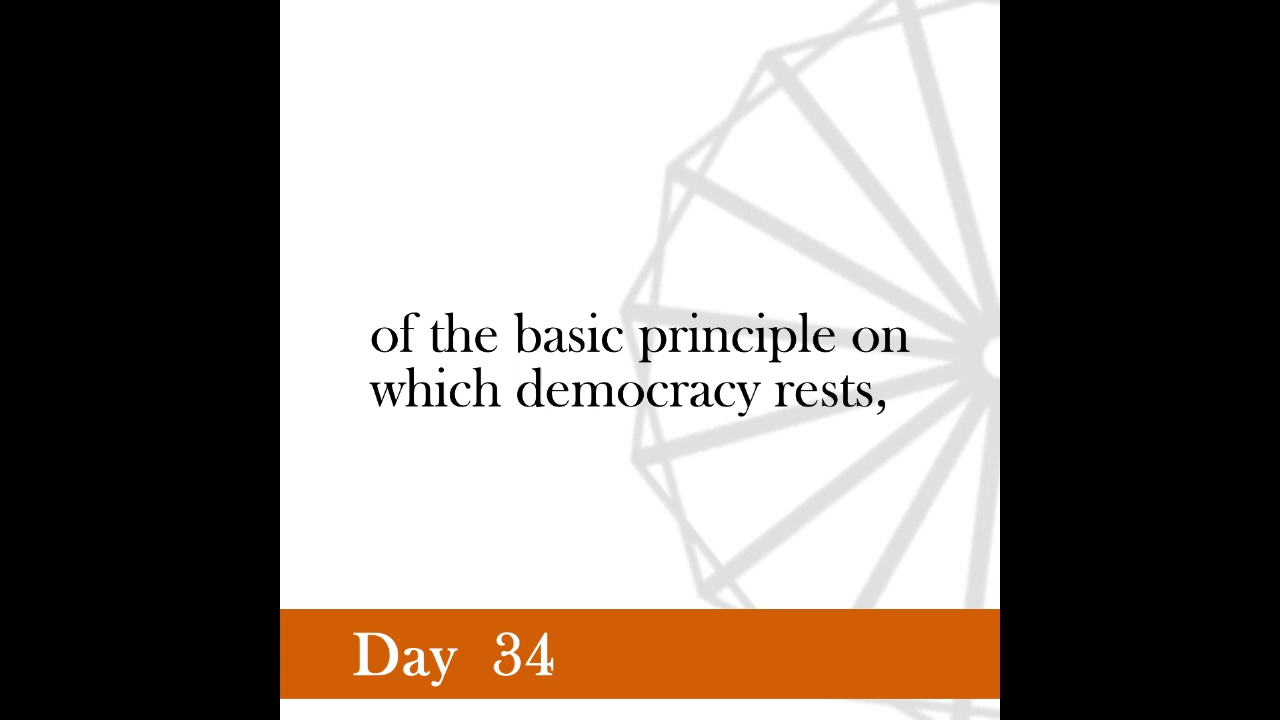 of the basic principle on
which democracy rests,
Day 34